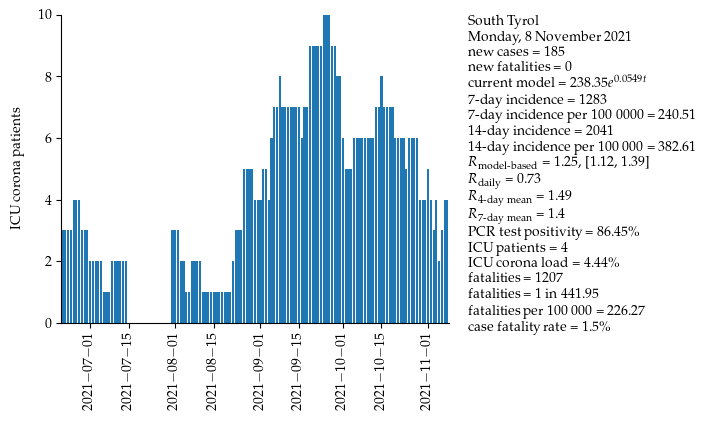 10
8
6
4
2
0
ICU corona patients
2021−07−01
2021−07−15
2021−08−01
2021−08−15
2021−09−01
2021−09−15
2021−10−01
2021−10−15
2021−11−01
South Tyrol
Monday, 8 November 2021
new cases = 185
new fatalities = 0
current model = 238.35e^0.0549t
7-day incidence = 1283
7-day incidence per 100 0000 = 240.51
14-day incidence = 2041
14-day incidence per 100 000 = 382.61
R model-based = 1.25, [1.12, 1.39]
R daily = 0.73
R 4-day mean = 1.49
R 7-day mean = 1.4
PCR test positivity = 86.45%
ICU patients = 4
ICU corona load = 4.44%
fatalities = 1207
fatalities = 1 in 441.95
fatalities per 100 000 = 226.27
case fatality rate = 1.5%